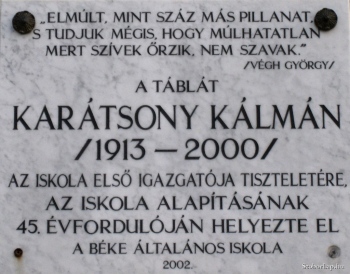 „ELMÚLT, MINT SZÁZ MÁS PILLANAT,
S TUDJUK MÉGIS, HOGY MÚLHATATLAN
MERT SZÍVEK ŐRZIK, NEM SZAVAK.”
/VÉGH GYÖRGY/
A TÁBLÁT
KARÁTSONY KÁLMÁN
/1913 – 2000/
AZ ISKOLA ELSŐ IGAZGATÓJA TISZTELETÉRE,
AZ ISKOLA ALAPÍTÁSÁNAK
45. ÉVFORDULÓJÁN HELYEZTE EL
A BÉKE ÁLTALÁNOS ISKOLA
2002.